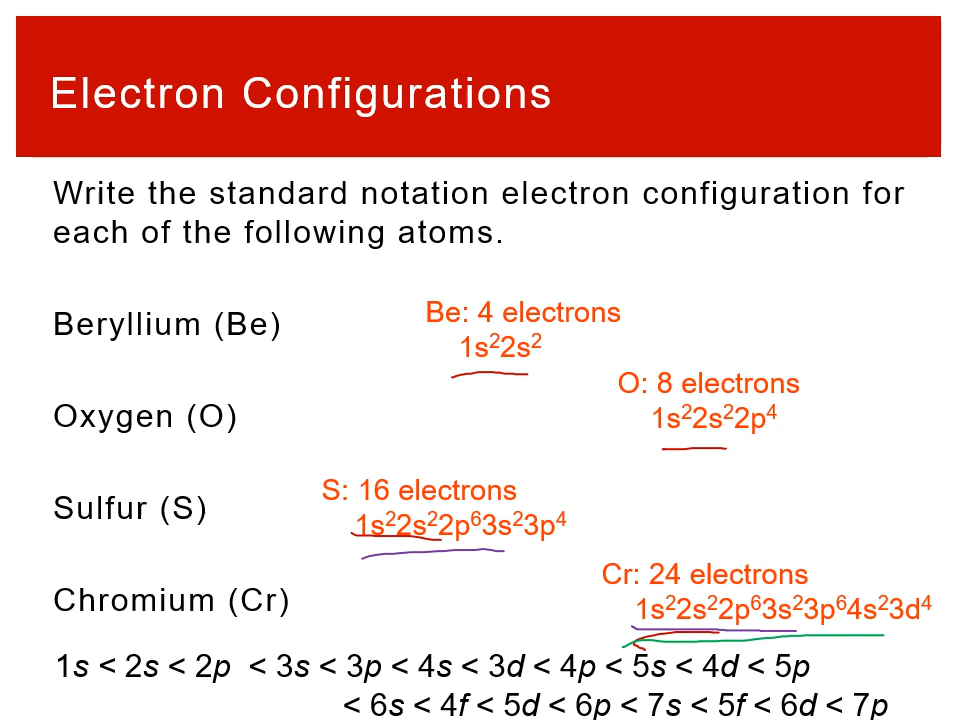 Electron Configurations
Write the standard notation electron configuration for
each of the following atoms.
Beryllium (Be)
Be: 4 electrons
1s²2s²
Oxygen (O)
O: 8 electrons
1s²2s²2p⁴
Sulfur (S)
S: 16 electrons
1s²2s²2p⁶3s²3p⁴
Chromium (Cr)
Cr: 24 electrons
1s²2s²2p⁶3s²3p⁶4s²3d⁴
1s < 2s < 2p < 3s < 3p < 4s < 3d < 4p < 5s < 4d < 5p
< 6s < 4f < 5d < 6p < 7s < 5f < 6d < 7p